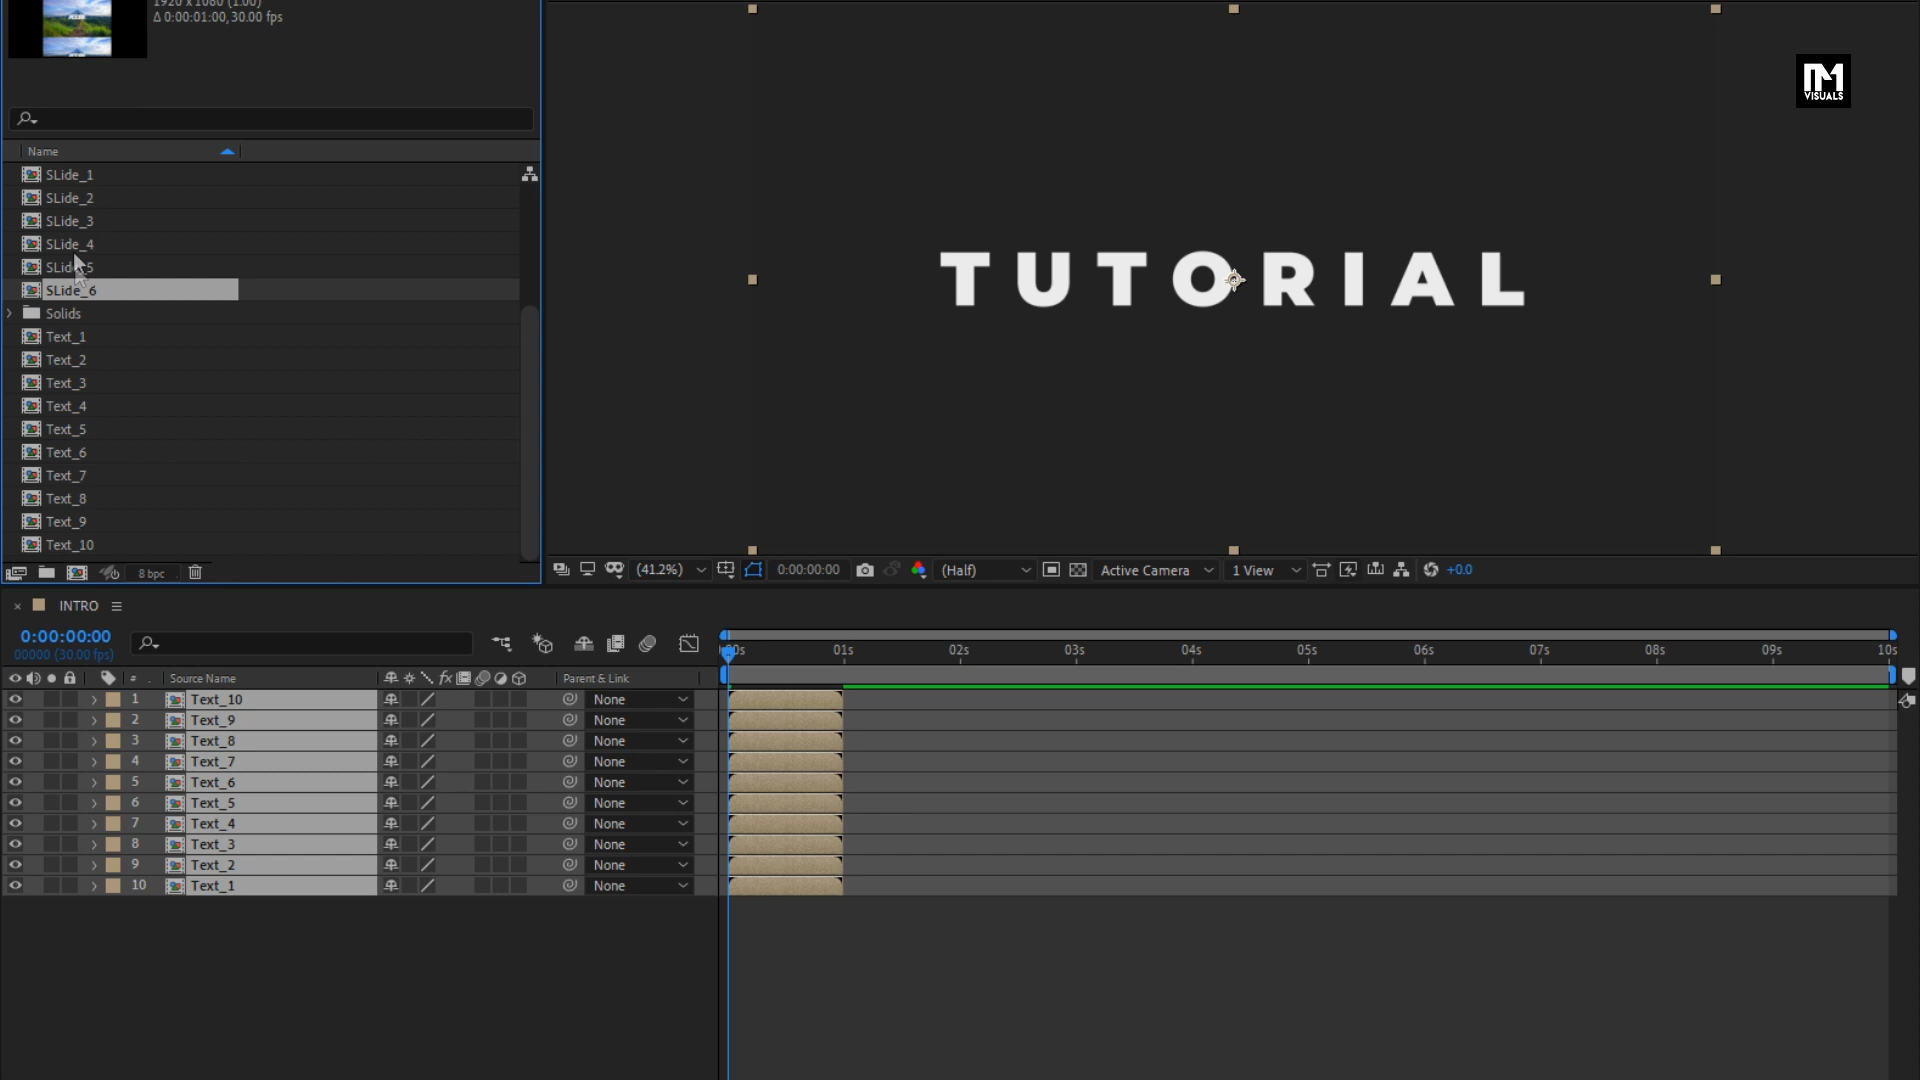 1920 x 1080 (1.00)
Δ 0:00:01:00, 30.00 fps
Name
SLide_1
SLide_2
SLide_3
SLide_4
SLide_5
SLide_6
Solids
Text_1
Text_2
Text_3
Text_4
Text_5
Text_6
Text_7
Text_8
Text_9
Text_10
8 bpc
TUTORIAL
VISUALS
(41.2%)
0:00:00:00
(Half)
Active Camera
1 View
+0.0
INTRO
0:00:00:00
00000 (30.00 fps)
# Source Name
Parent & Link
01s 02s 03s 04s 05s 06s 07s 08s 09s 10s
1 Text_10 None
2 Text_9 None
3 Text_8 None
4 Text_7 None
5 Text_6 None
6 Text_5 None
7 Text_4 None
8 Text_3 None
9 Text_2 None
10 Text_1 None